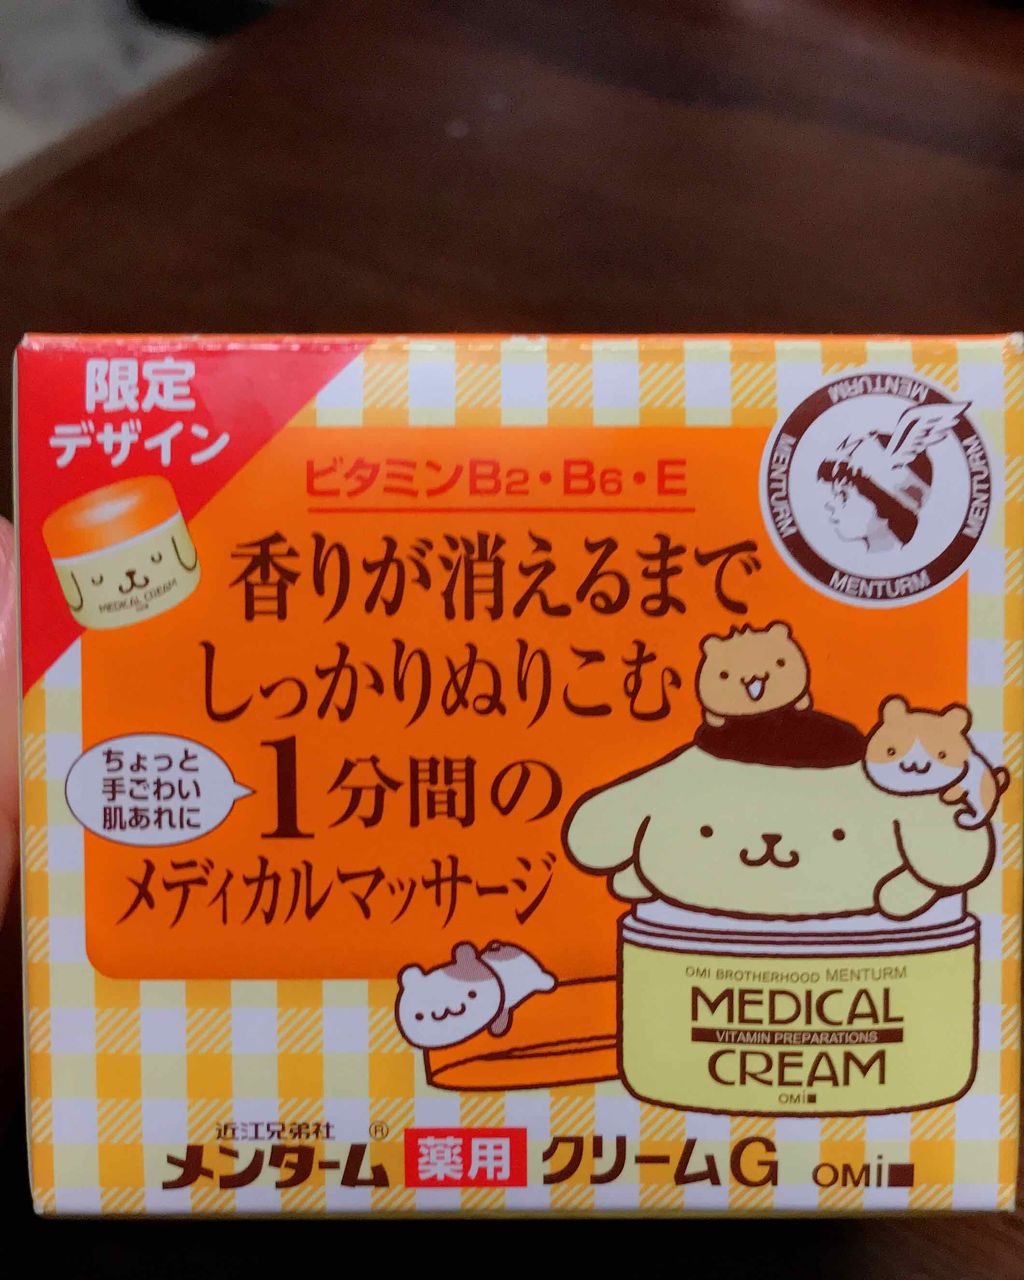 限定
デザイン
MEDICAL CREAM
ビタミンB2・B6・E
MENTURM
MENTURM
MENTURM
MENTURM
香りが消えるまで
しっかりぬりこむ
ちょっと
手ごわい
肌あれに
1分間の
メディカルマッサージ
OMI BROTHERHOOD MENTURM
MEDICAL
VITAMIN PREPARATIONS
CREAM
OMi
近江兄弟社
メンターム® 薬用 クリームG OMi